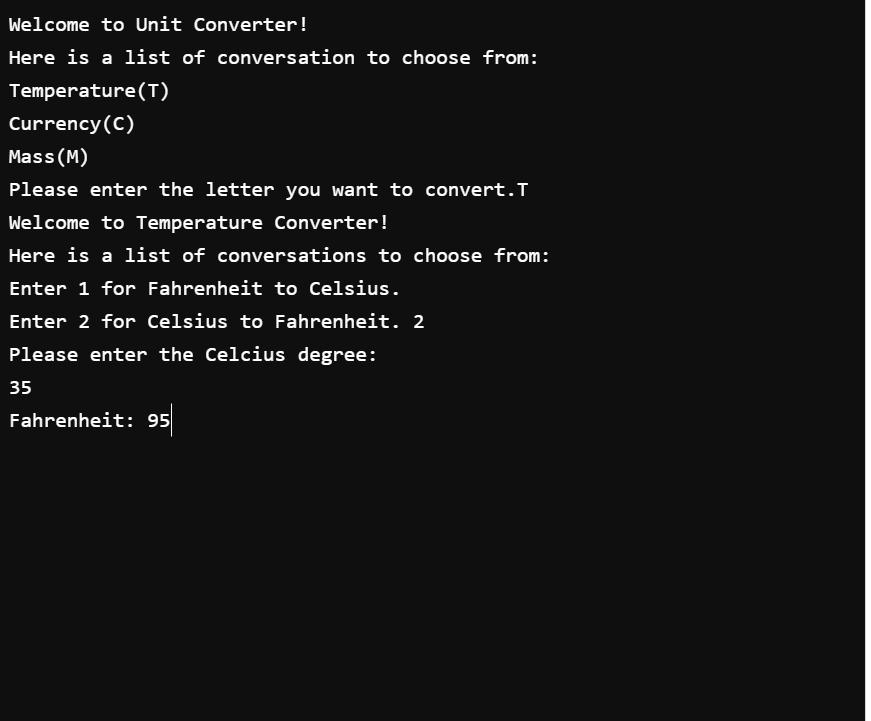 Welcome to Unit Converter!
Here is a list of conversation to choose from:
Temperature(T)
Currency(C)
Mass(M)
Please enter the letter you want to convert.T
Welcome to Temperature Converter!
Here is a list of conversations to choose from:
Enter 1 for Fahrenheit to Celsius.
Enter 2 for Celsius to Fahrenheit. 2
Please enter the Celcius degree:
35
Fahrenheit: 95